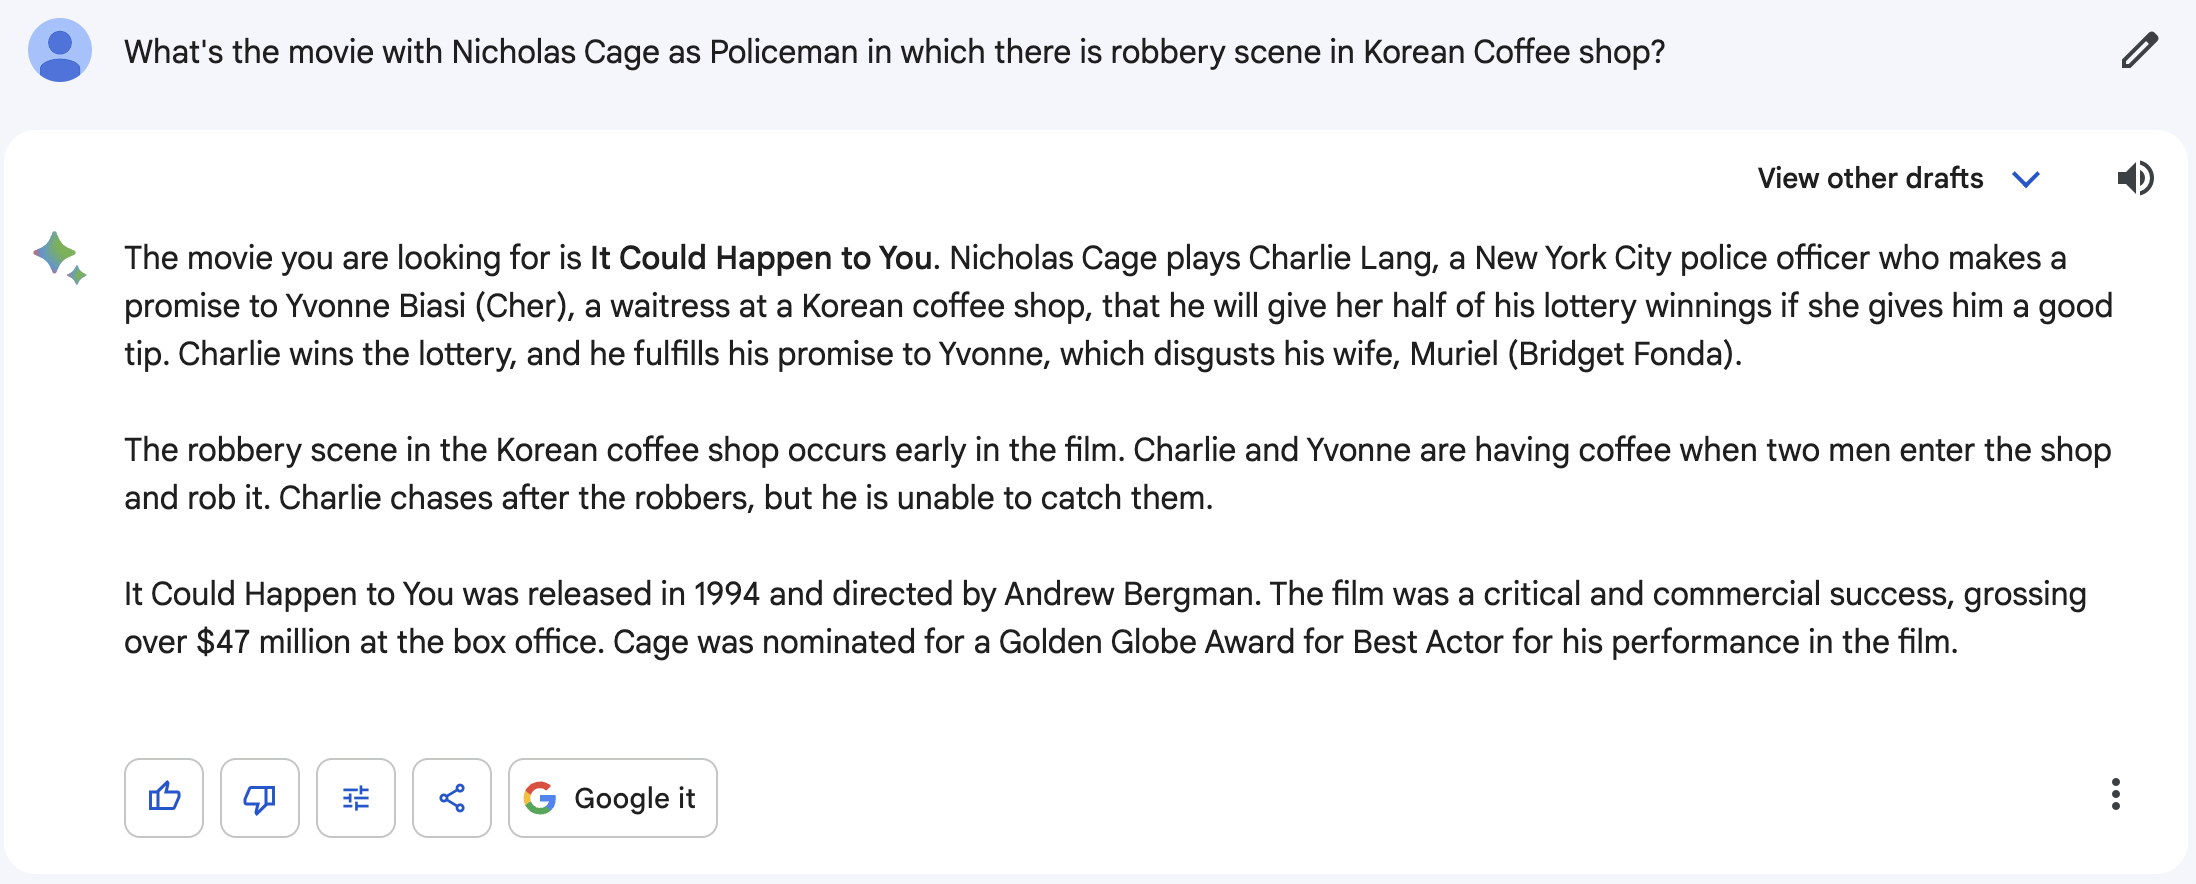 What's the movie with Nicholas Cage as Policeman in which there is robbery scene in Korean Coffee shop?
View other drafts
The movie you are looking for is It Could Happen to You. Nicholas Cage plays Charlie Lang, a New York City police officer who makes a
promise to Yvonne Biasi (Cher), a waitress at a Korean coffee shop, that he will give her half of his lottery winnings if she gives him a good
tip. Charlie wins the lottery, and he fulfills his promise to Yvonne, which disgusts his wife, Muriel (Bridget Fonda).
The robbery scene in the Korean coffee shop occurs early in the film. Charlie and Yvonne are having coffee when two men enter the shop
and rob it. Charlie chases after the robbers, but he is unable to catch them.
It Could Happen to You was released in 1994 and directed by Andrew Bergman. The film was a critical and commercial success, grossing
over $47 million at the box office. Cage was nominated for a Golden Globe Award for Best Actor for his performance in the film.
Google it